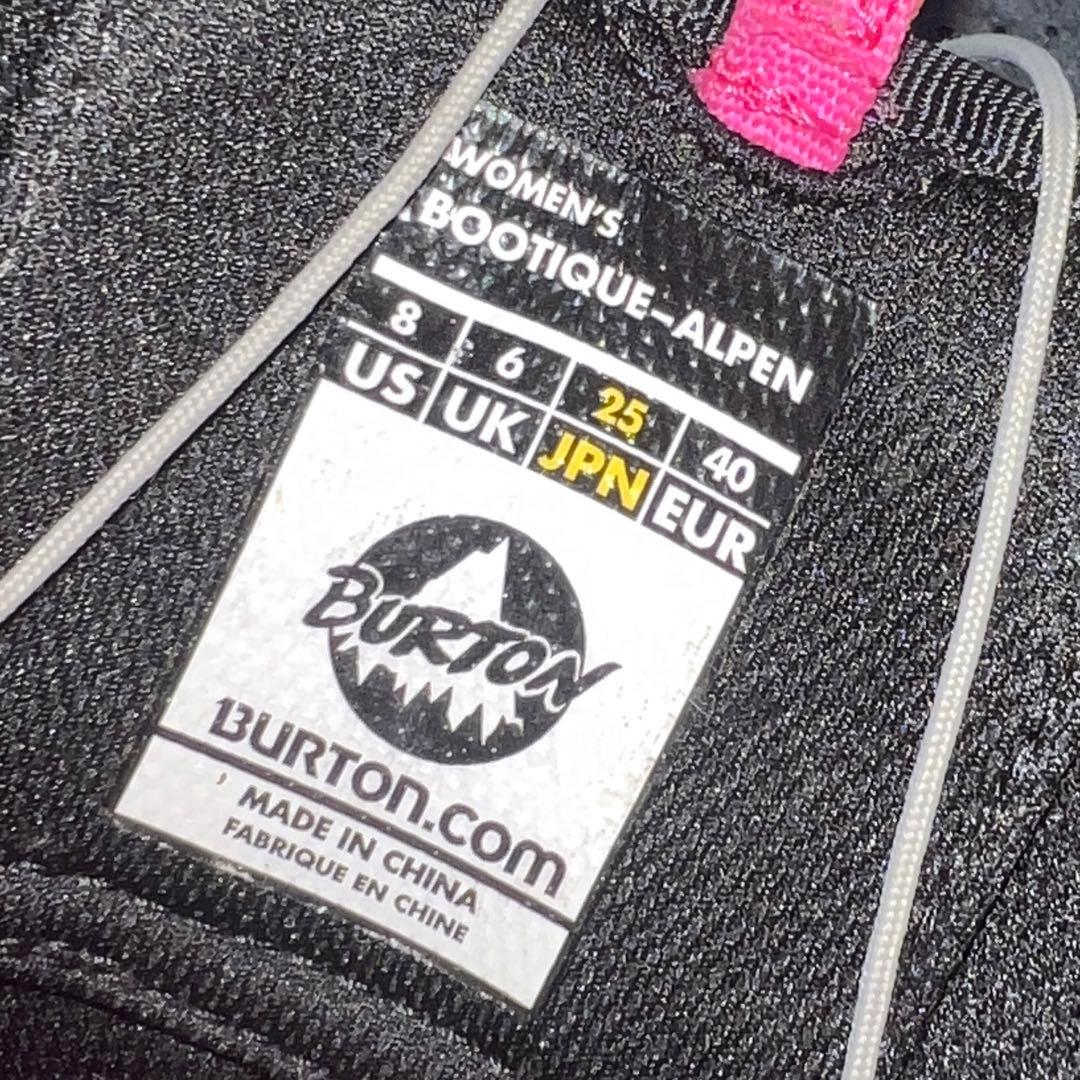 WOMEN'S
BOOTIQUE-ALPEN
8 6 25 40
US UK JPN EUR
BURTON
BURTON.COM
MADE IN CHINA
FABRIQUE EN CHINE